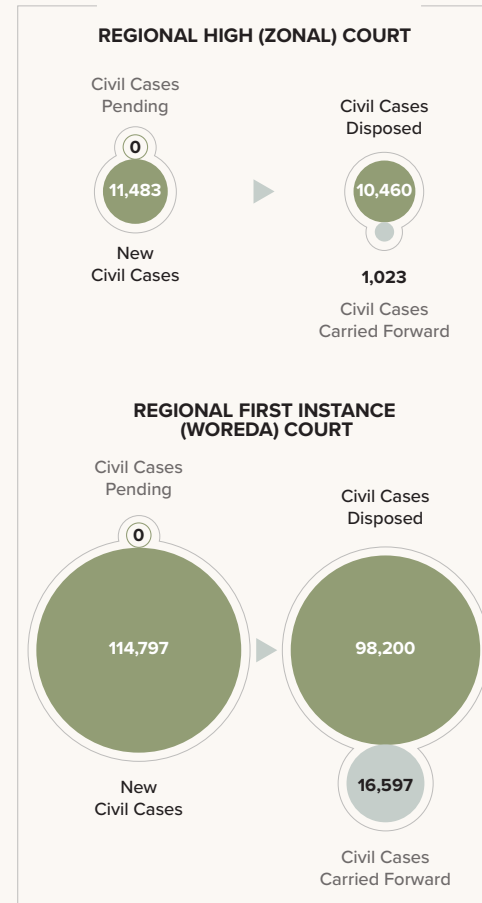 REGIONAL HIGH (ZONAL) COURT
Civil Cases
Pending
0
11,483
New
Civil Cases
Civil Cases
Disposed
10,460
1,023
Civil Cases
Carried Forward
REGIONAL FIRST INSTANCE
(WOREDA) COURT
Civil Cases
Pending
0
114,797
New
Civil Cases
Civil Cases
Disposed
98,200
16,597
Civil Cases
Carried Forward